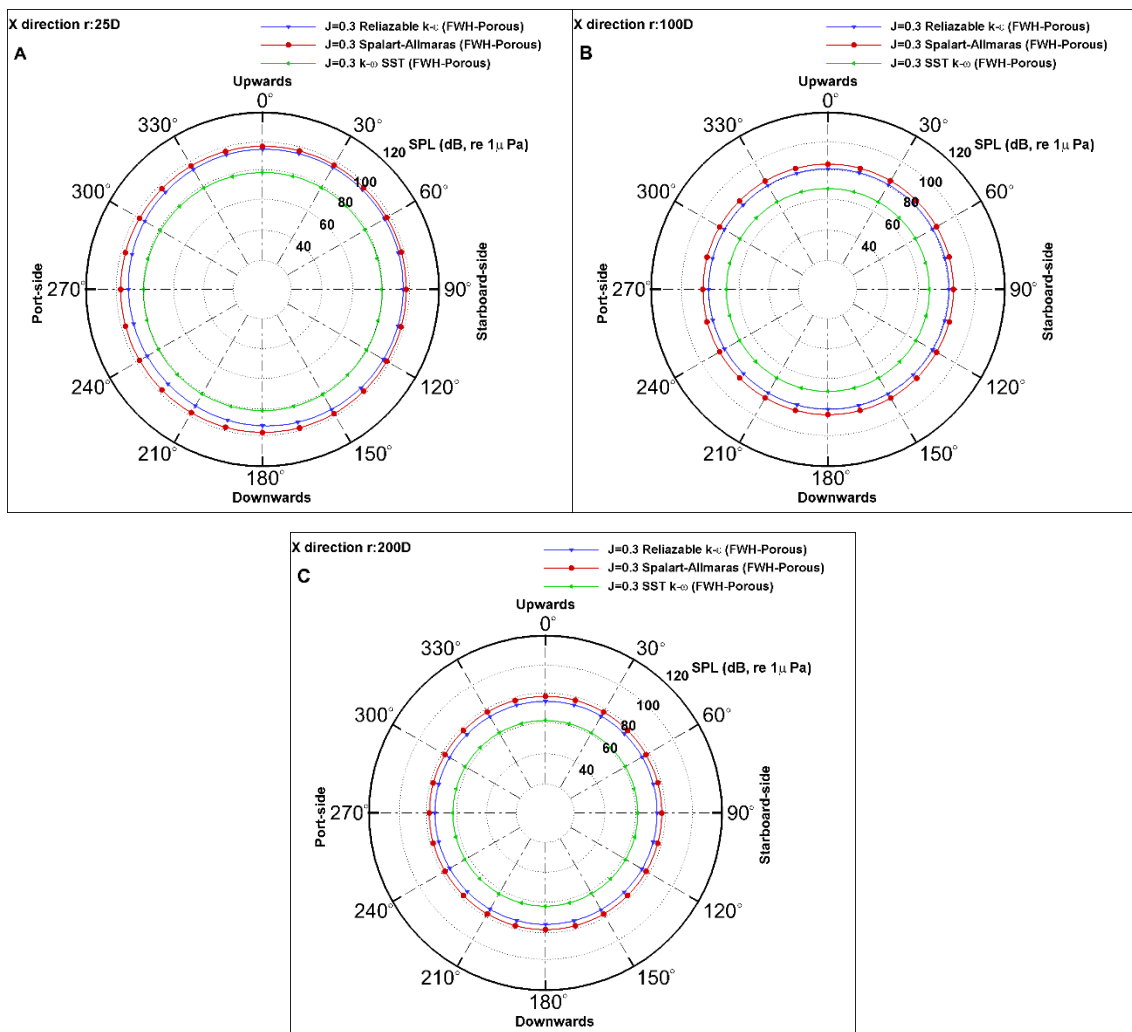 X direction r:25D
A
J=0.3 Reliazable k-ε (FWH-Porous)
J=0.3 Spalart-Allmaras (FWH-Porous)
J=0.3 k-ω SST (FWH-Porous)
Upwards
0°
330°
30°
SPL (dB, re 1μ Pa)
120
300°
100
60°
80
60
40
Port-side
270°
90°
Starboard-side
240°
120°
210°
150°
180°
Downwards
X direction r:100D
B
J=0.3 Reliazable k-ε (FWH-Porous)
J=0.3 Spalart-Allmaras (FWH-Porous)
J=0.3 SST k-ω (FWH-Porous)
Upwards
0°
330°
30°
SPL (dB, re 1μ Pa)
120
300°
100
60°
80
60
40
Port-side
270°
90°
Starboard-side
240°
120°
210°
150°
180°
Downwards
X direction r:200D
C
J=0.3 Reliazable k-ε (FWH-Porous)
J=0.3 Spalart-Allmaras (FWH-Porous)
J=0.3 SST k-ω (FWH-Porous)
Upwards
0°
330°
30°
SPL (dB, re 1μ Pa)
120
300°
100
60°
80
60
40
Port-side
270°
90°
Starboard-side
240°
120°
210°
150°
180°
Downwards